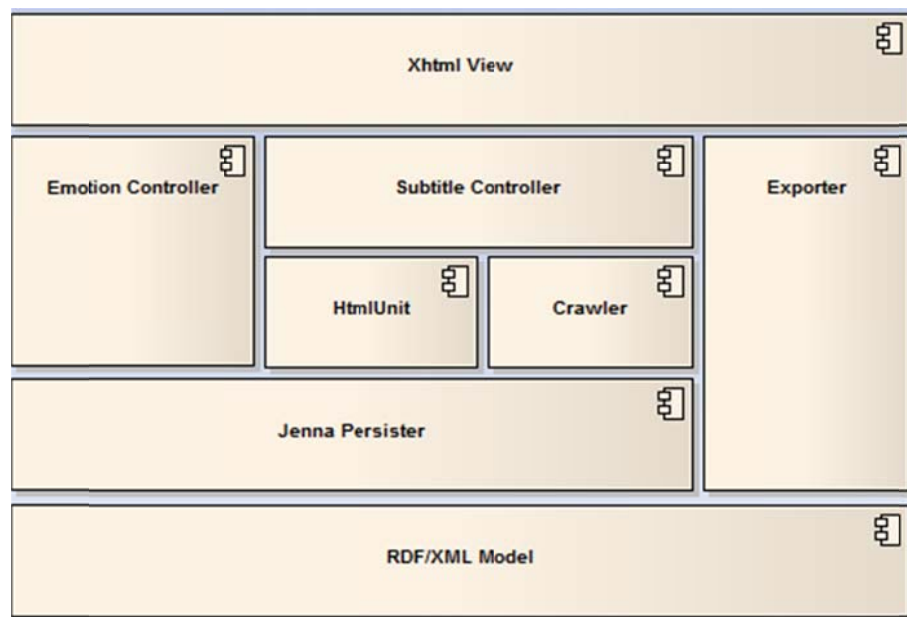 Xhtml View
Emotion Controller
Subtitle Controller
Exporter
HtmlUnit
Crawler
Jenna Persister
RDF/XML Model